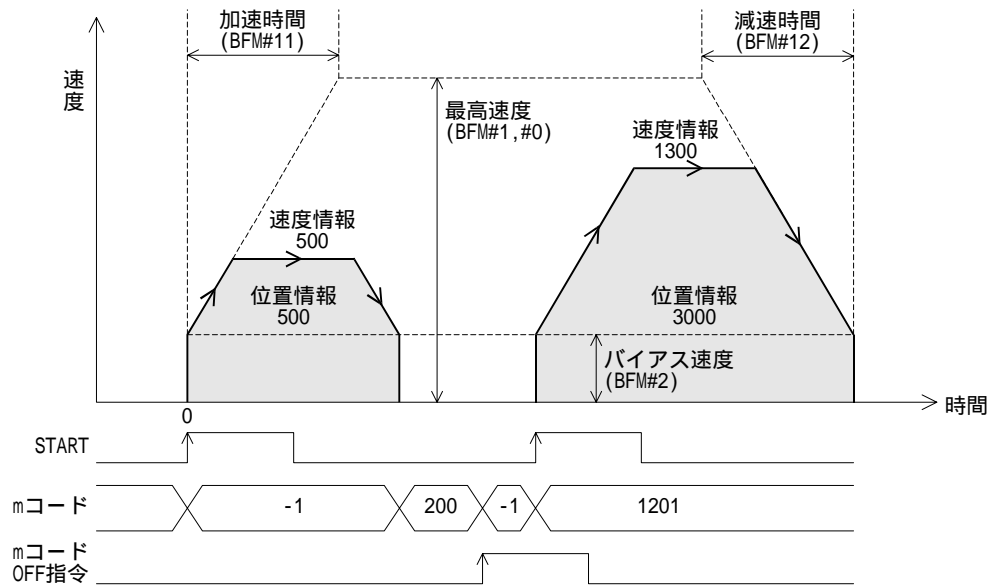 加速時間
(BFM#11)
減速時間
(BFM#12)
速度
最高速度
(BFM#1,#0)
速度情報
1300
速度情報
500
位置情報
500
位置情報
3000
バイアス速度
(BFM#2)
0
時間
START
mコード
-1
200
-1
1201
mコード
OFF指令